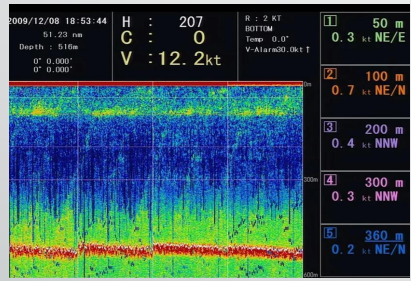 2009/12/08 18:53:44
51.23 nm
Depth : 516m
0° 0.000'
0° 0.000'
H : 207
C : 0
V :12.2kt
R : 2 KT
BOTTOM
Temp 0.0°
V-Alarm30.0kt↑
0m
300m
600m
1 50 m
0.3 kt NE/E
2 100 m
0.7 kt NE/N
3 200 m
0.4 kt NNW
4 300 m
0.3 kt NNW
5 360 m
0.2 kt NE/N